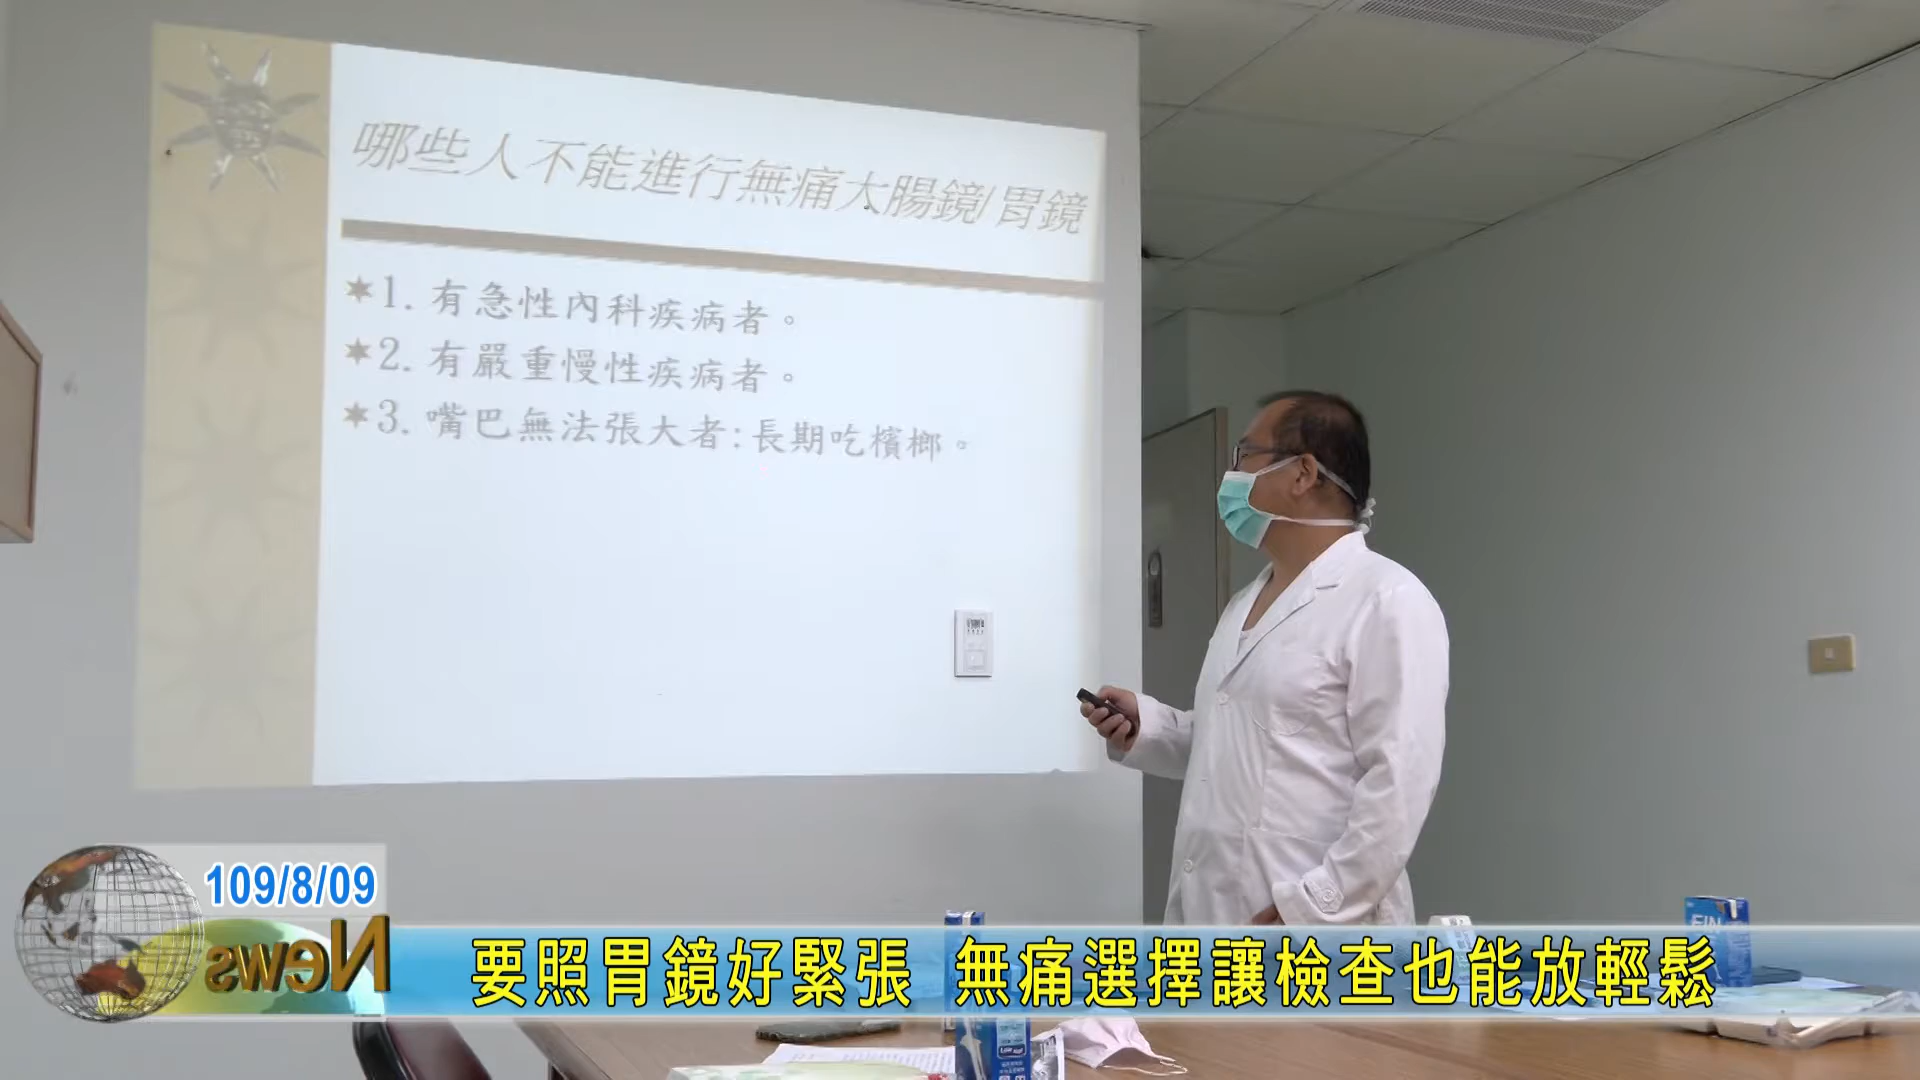 哪些人不能進行無痛大腸鏡/胃鏡
1. 有急性內科疾病者。
2. 有嚴重慢性疾病者。
3. 嘴巴無法張大者:長期吃檳榔。
109/8/09
News
要照胃鏡好緊張 無痛選擇讓檢查也能放輕鬆
FIN